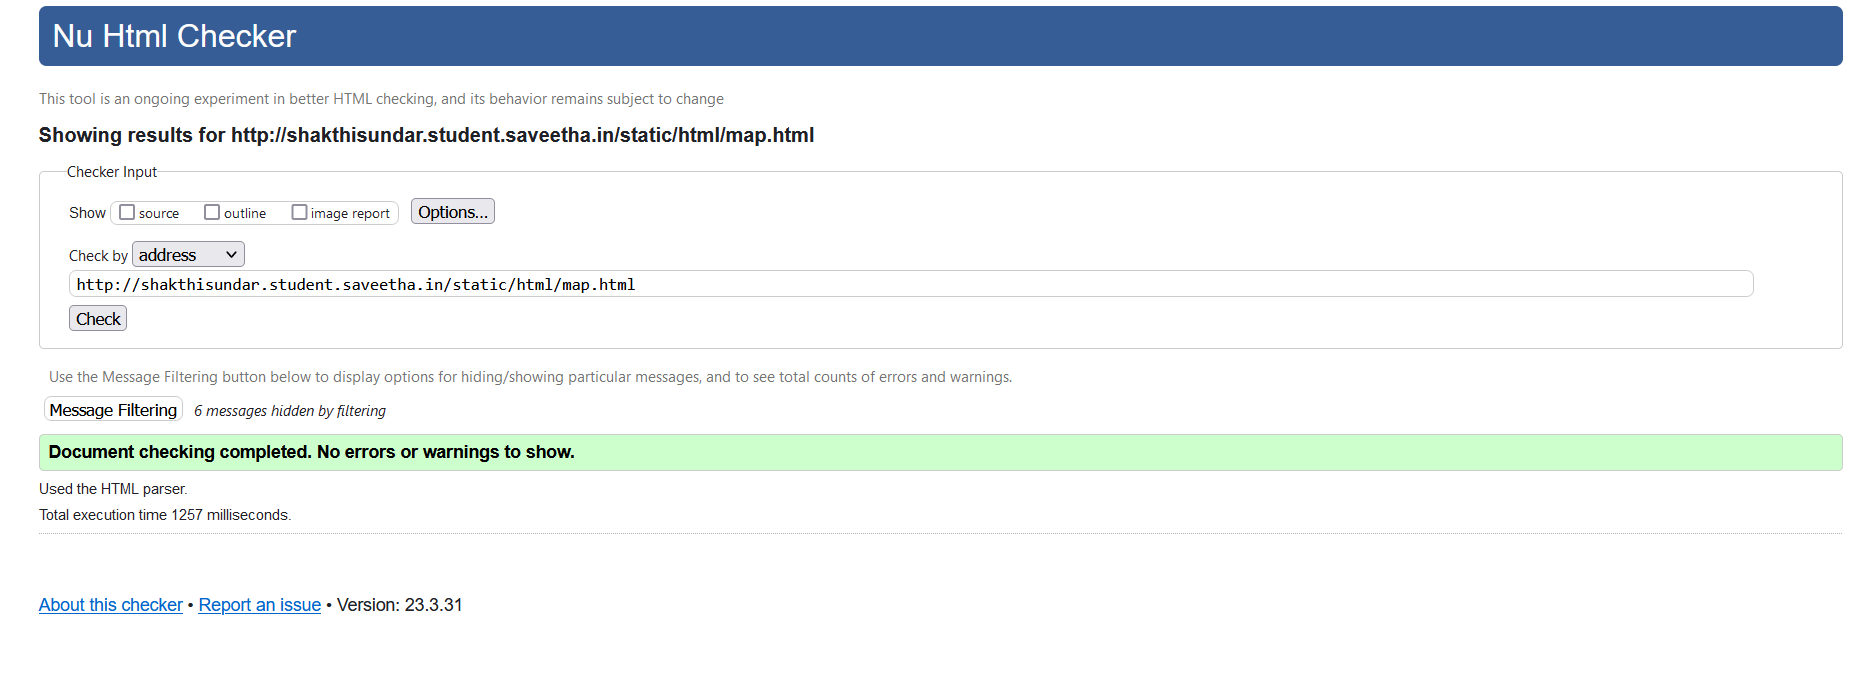 Nu Html Checker
This tool is an ongoing experiment in better HTML checking, and its behavior remains subject to change
Showing results for http://shakthisundar.student.saveetha.in/static/html/map.html
Checker Input
Show source outline image report Options...
Check by address
http://shakthisundar.student.saveetha.in/static/html/map.html
Check
Use the Message Filtering button below to display options for hiding/showing particular messages, and to see total counts of errors and warnings.
Message Filtering 6 messages hidden by filtering
Document checking completed. No errors or warnings to show.
Used the HTML parser.
Total execution time 1257 milliseconds.
About this checker • Report an issue • Version: 23.3.31